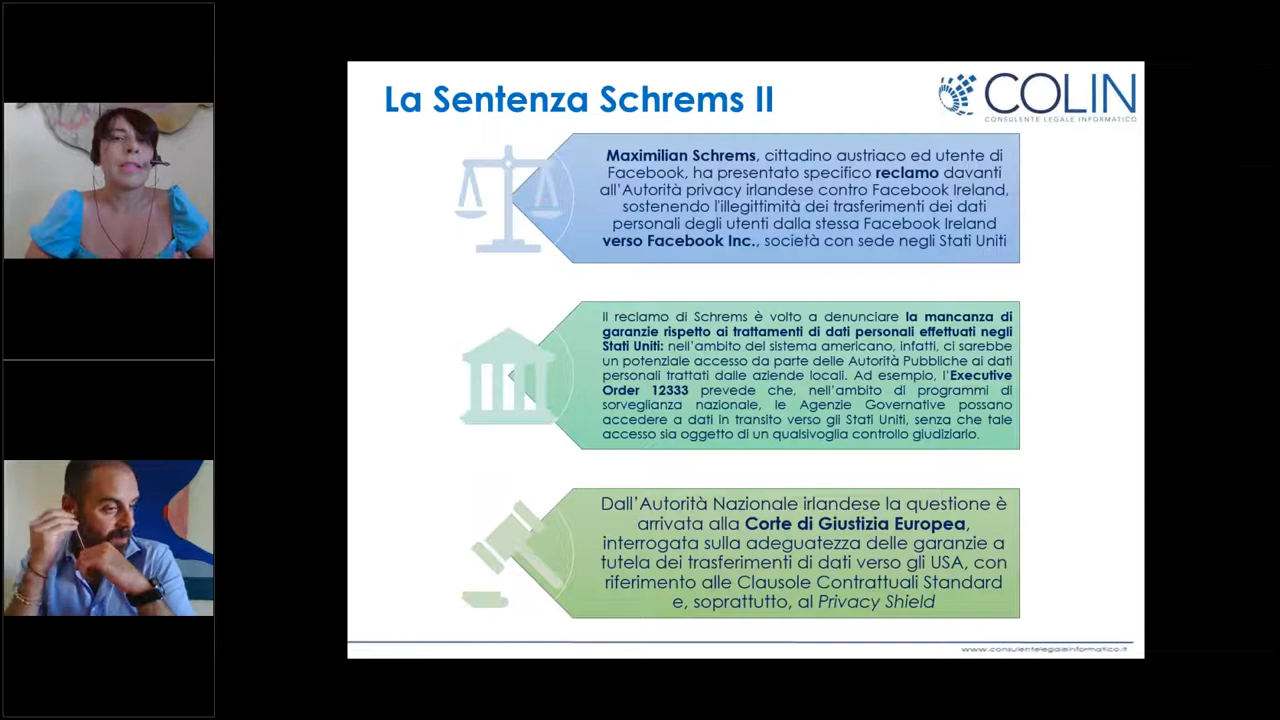 La Sentenza Schrems II
COLIN
CONSULENTE LEGALE INFORMATICO
Maximilian Schrems, cittadino austriaco ed utente di
Facebook, ha presentato specifico reclamo davanti
all'Autorità privacy irlandese contro Facebook Ireland,
sostenendo l'illegittimità dei trasferimenti dei dati
personali degli utenti dalla stessa Facebook Ireland
verso Facebook Inc., società con sede negli Stati Uniti
Il reclamo di Schrems è volto a denunciare la mancanza di
garanzie rispetto ai trattamenti di dati personali effettuati negli
Stati Uniti: nell'ambito del sistema americano, infatti, ci sarebbe
un potenziale accesso da parte delle Autorità Pubbliche ai dati
personali trattati dalle aziende locali. Ad esempio, l'Executive
Order 12333 prevede che, nell'ambito di programmi di
sorveglianza nazionale, le Agenzie Governative possano
accedere a dati in transito verso gli Stati Uniti, senza che tale
accesso sia oggetto di un qualsivoglia controllo giudiziario.
Dall'Autorità Nazionale irlandese la questione è
arrivata alla Corte di Giustizia Europea,
interrogata sulla adeguatezza delle garanzie a
tutela dei trasferimenti di dati verso gli USA, con
riferimento alle Clausole Contrattuali Standard
e, soprattutto, al Privacy Shield
www.consulentelegaleinformatico.it